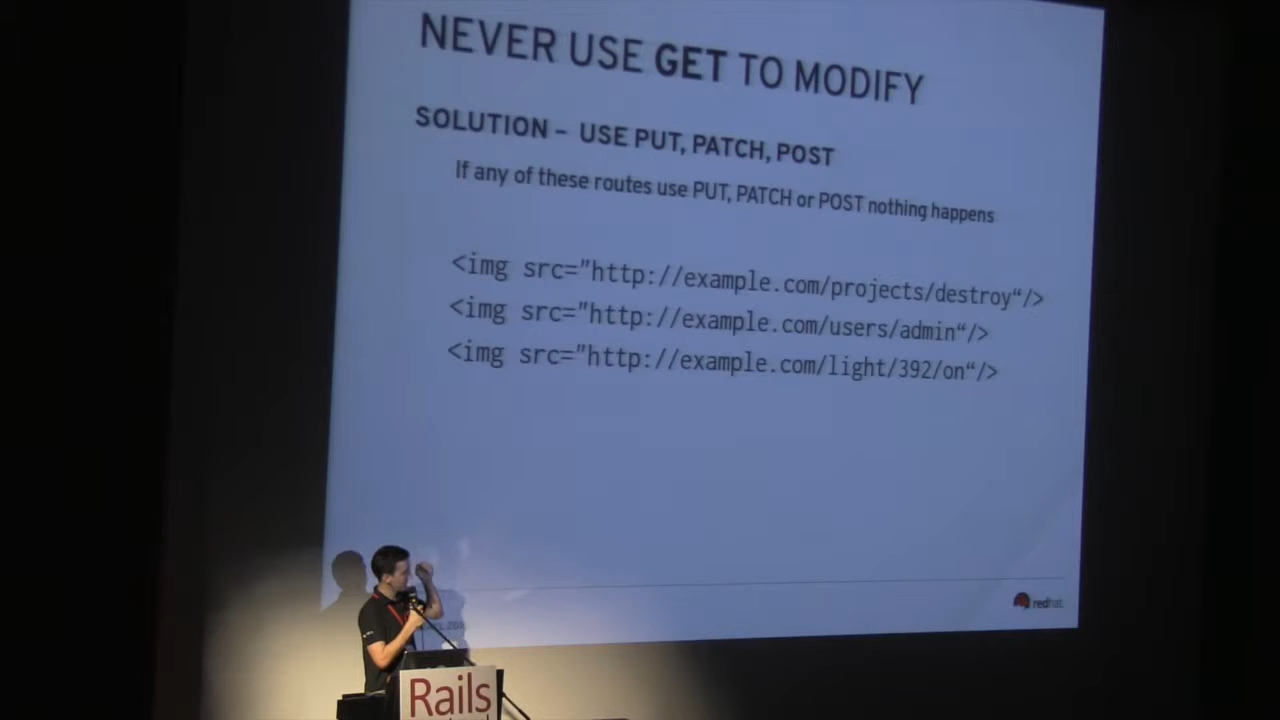 NEVER USE GET TO MODIFY
SOLUTION – USE PUT, PATCH, POST
If any of these routes use PUT, PATCH or POST nothing happens
<img src=”http://example.com/projects/destroy“/>
<img src=”http://example.com/users/admin“/>
<img src=”http://example.com/light/392/on“/>
redhat.
Rails